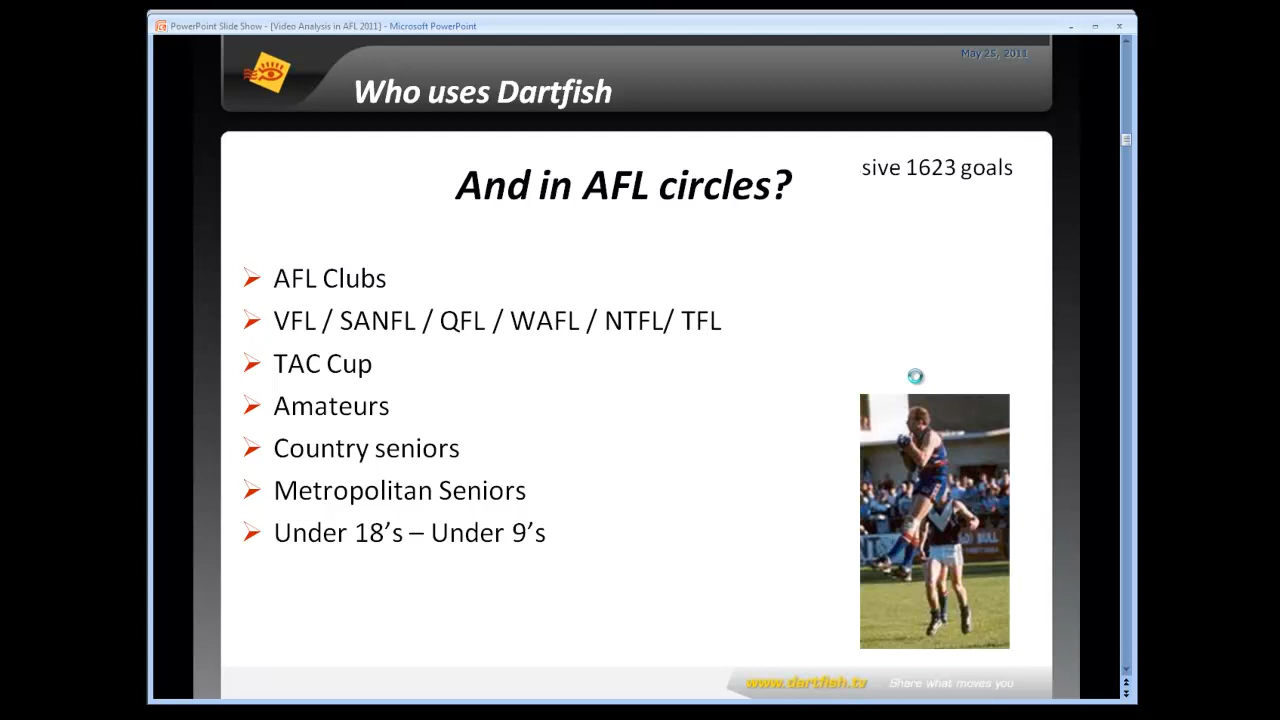 PowerPoint Slide Show - [Video Analysis in AFL 2011] - Microsoft PowerPoint
May 25, 2011
Who uses Dartfish
sive 1623 goals
And in AFL circles?
AFL Clubs
VFL / SANFL / QFL / WAFL / NTFL/ TFL
TAC Cup
Amateurs
Country seniors
Metropolitan Seniors
Under 18’s – Under 9’s
BULL
www.dartfish.tv
Share what moves you